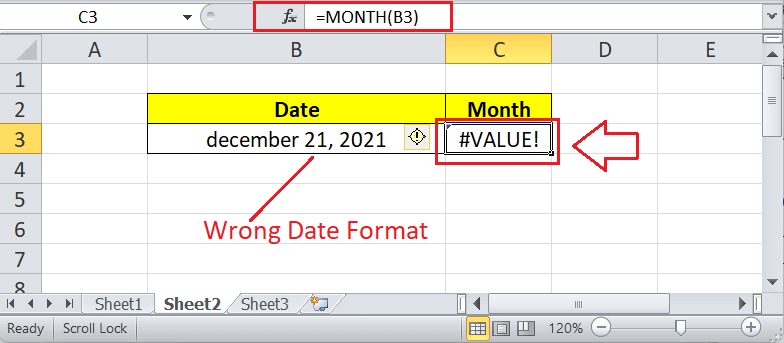 C3 fx =MONTH(B3)
A B C D E
1
2 Date Month
3 december 21, 2021 #VALUE!
4
5
6 Wrong Date Format
7
8
Sheet1 Sheet2 Sheet3
Ready Scroll Lock 120%